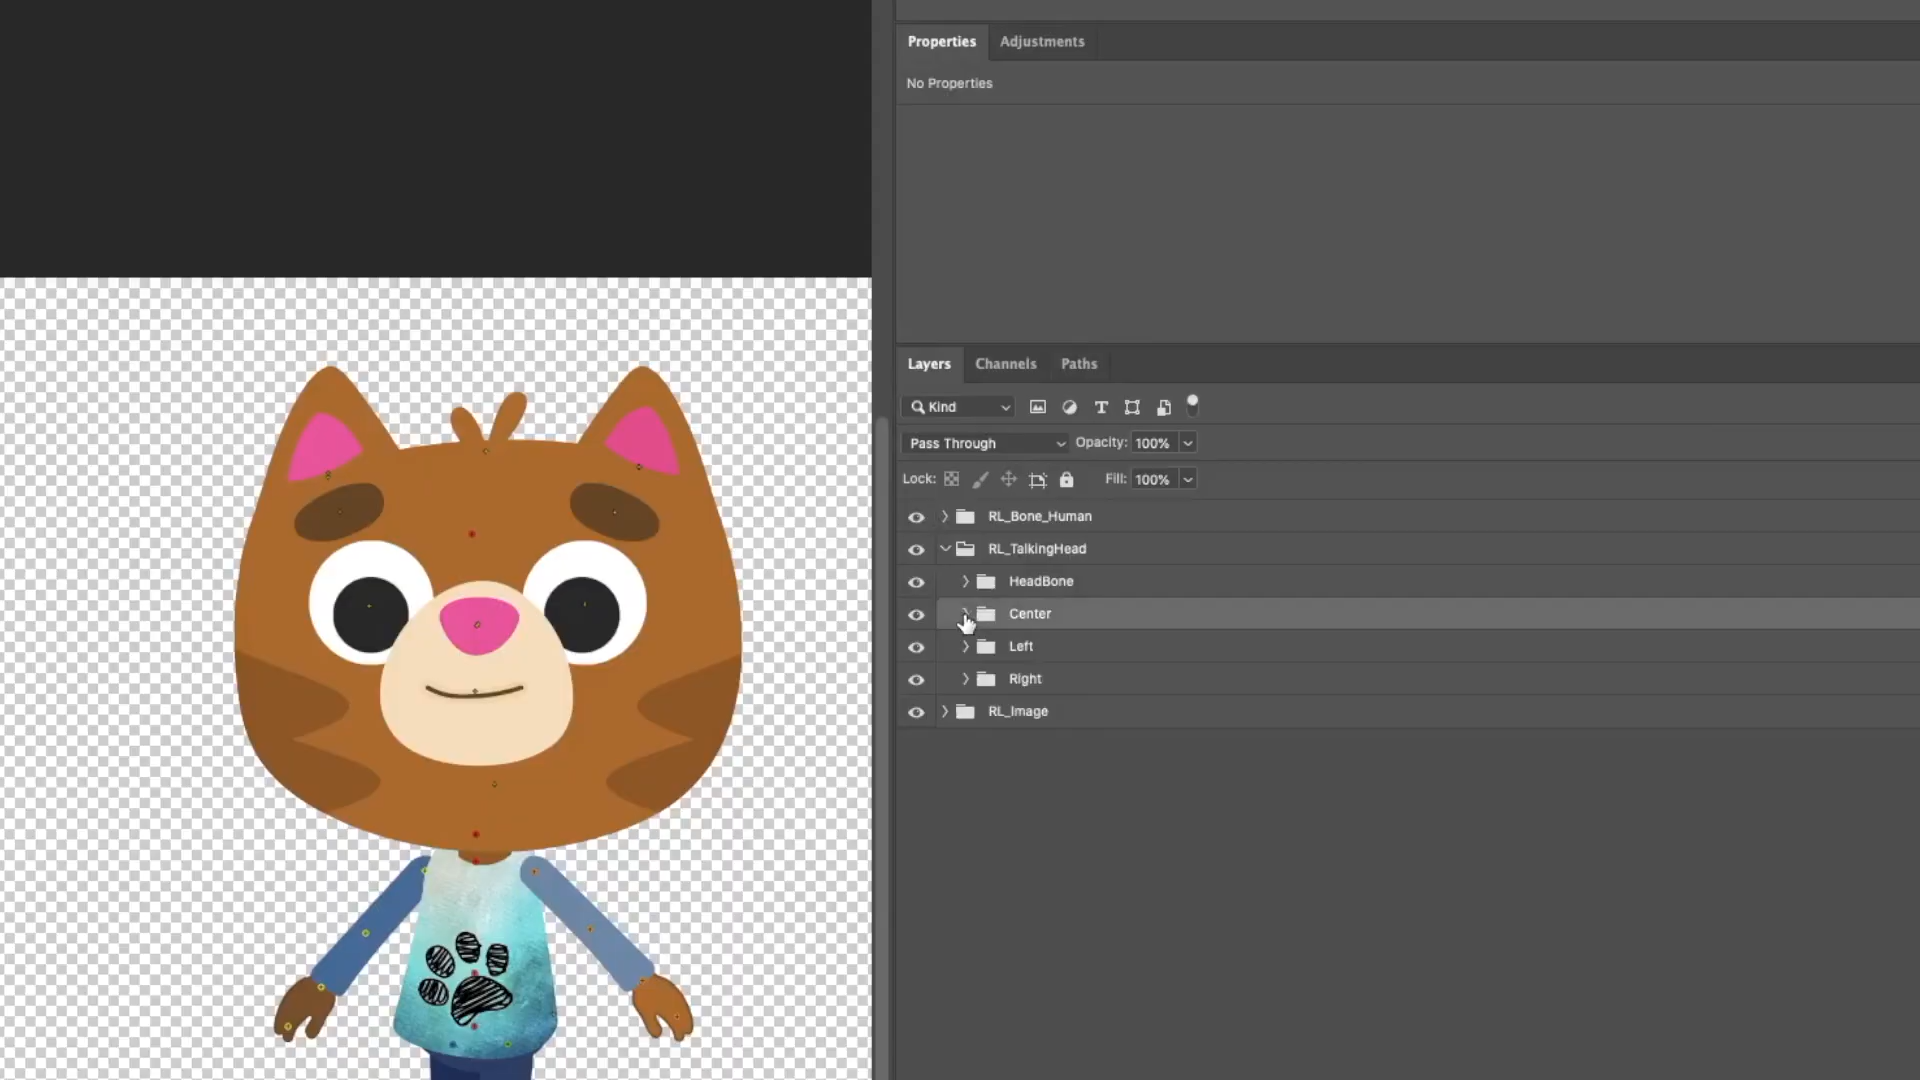 Properties Adjustments
No Properties
Layers Channels Paths
Kind
Pass Through Opacity: 100%
Lock: Fill: 100%
RL_Bone_Human
RL_TalkingHead
HeadBone
Center
Left
Right
RL_Image